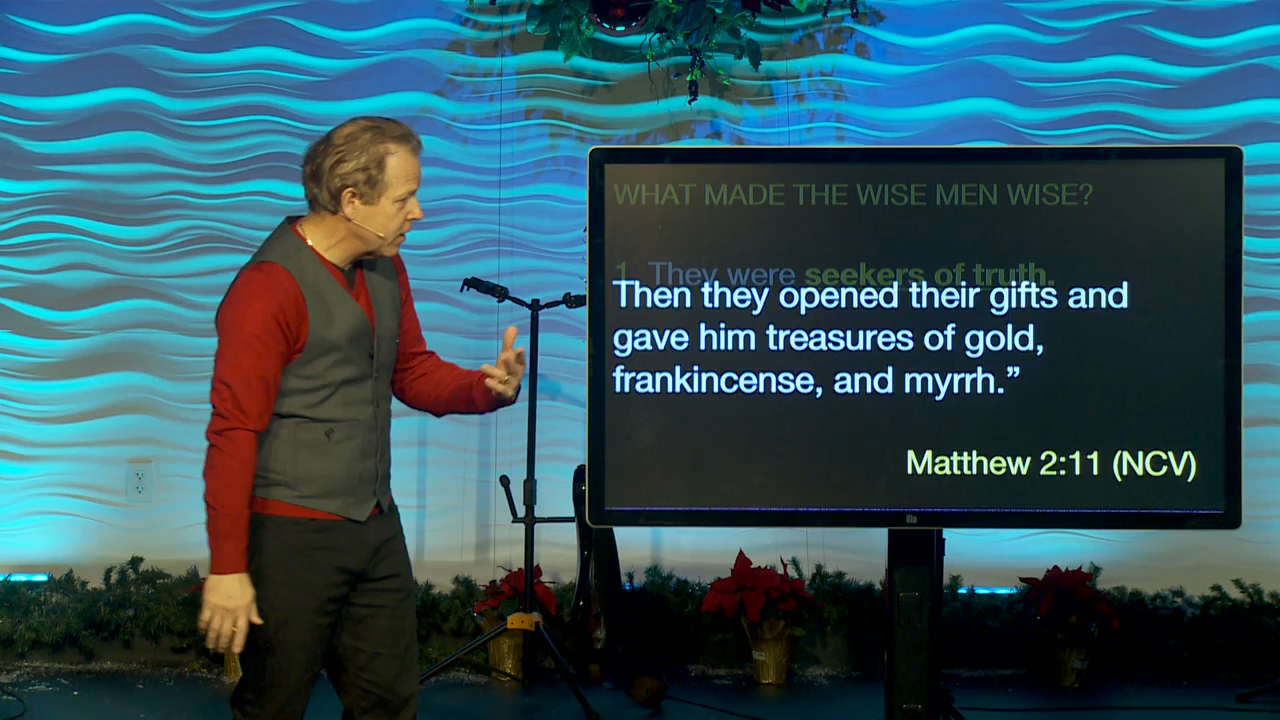 WHAT MADE THE WISE MEN WISE?
1. They were seekers of truth.
Then they opened their gifts and
gave him treasures of gold,
frankincense, and myrrh.”
Matthew 2:11 (NCV)
elo